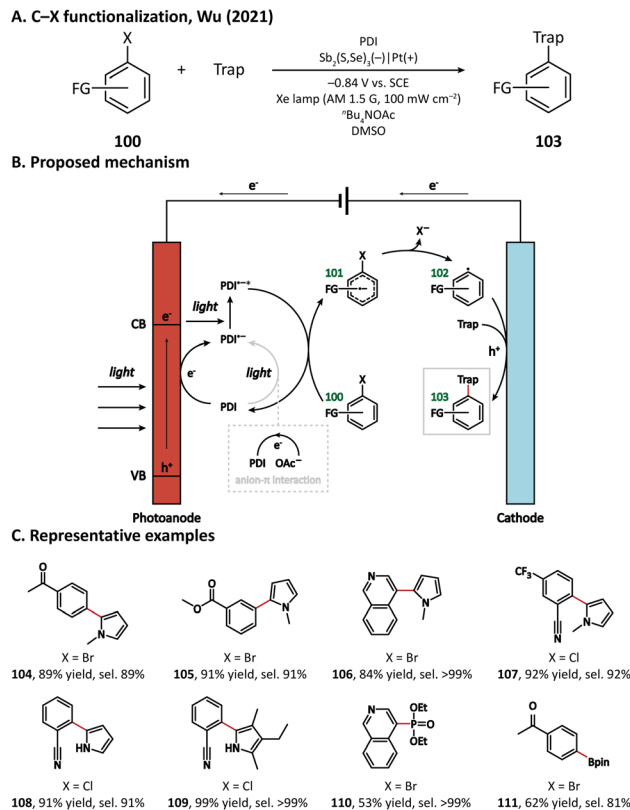 A. C–X functionalization, Wu (2021)
X
FG
100
+
Trap
PDI
Sb₂(S,Se)₃(–)|Pt(+)
–0.84 V vs. SCE
Xe lamp (AM 1.5 G, 100 mW cm⁻²)
ⁿBu₄NOAc
DMSO
Trap
FG
103
B. Proposed mechanism
e⁻
e⁻
CB
e⁻
light
PDI•–*
PDI•–
light
e⁻
light
PDI
h⁺
VB
e⁻
PDI OAc⁻
anion-π interaction
X
101
FG
X⁻
102
FG
Trap
h⁺
X
100
FG
Trap
103
FG
Photoanode
Cathode
C. Representative examples
O
N
X = Br
104, 89% yield, sel. 89%
O
O
N
X = Br
105, 91% yield, sel. 91%
N
N
X = Br
106, 84% yield, sel. >99%
CF₃
N
N
X = Cl
107, 92% yield, sel. 92%
HN
N
X = Cl
108, 91% yield, sel. 91%
HN
N
X = Cl
109, 99% yield, sel. >99%
N
OEt
P=O
OEt
X = Br
110, 53% yield, sel. >99%
O
Bpin
X = Br
111, 62% yield, sel. 81%